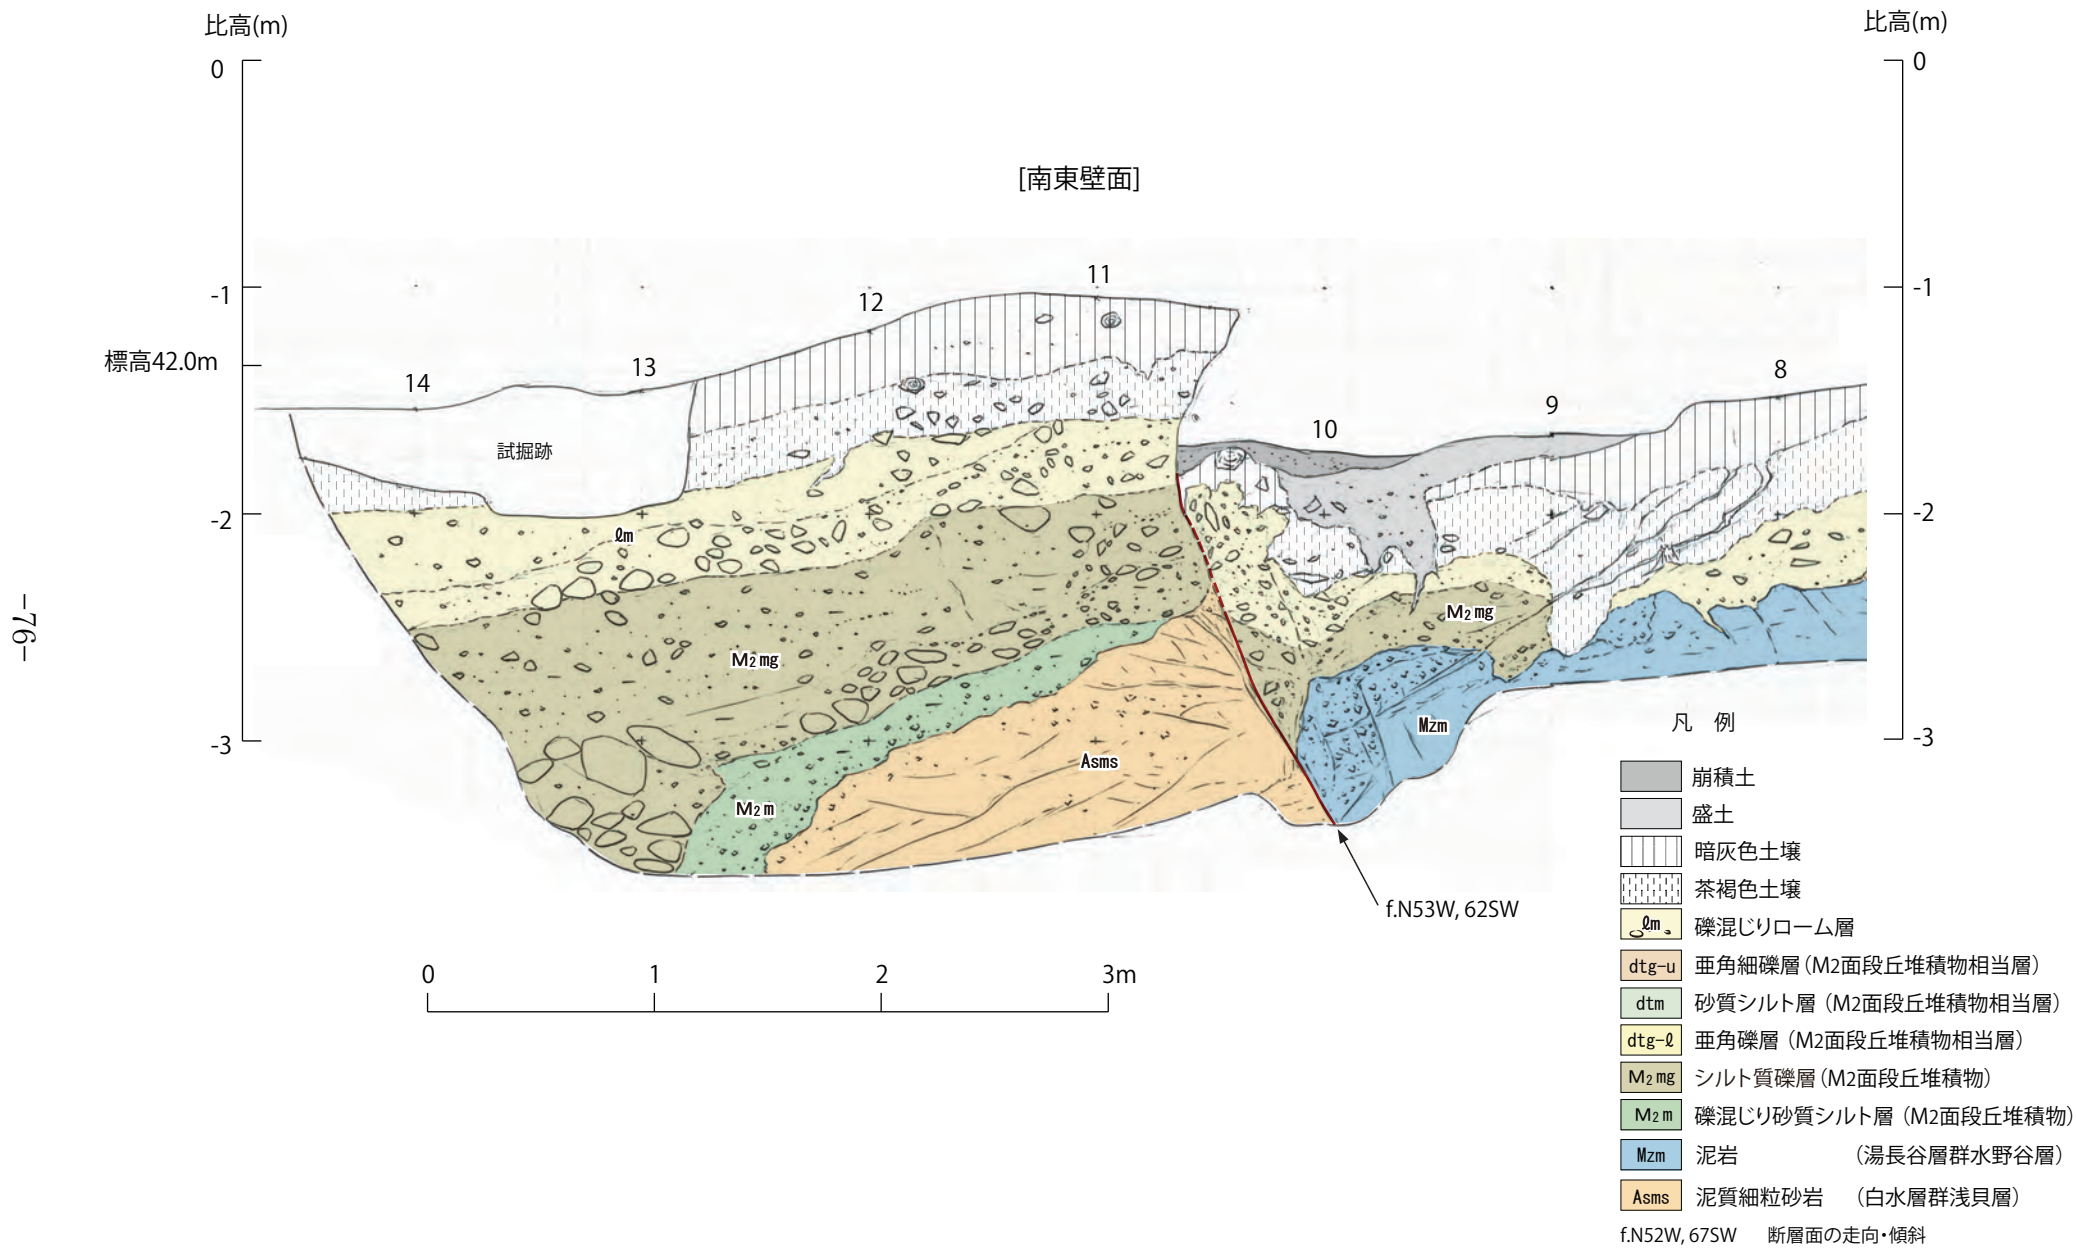 比高(m)
比高(m)
0
0
[南東壁面]
11
-1
-1
12
標高42.0m
13
8
14
9
10
試掘跡
-2
-2
ℓm
M2mg
M2mg
-76-
Mzm
凡 例
-3
-3
Asms
崩積土
M2m
盛土
暗灰色土壌
茶褐色土壌
f.N53W, 62SW
ℓm 礫混じりローム層
0 1 2 3m
dtg-u 亜角細礫層(M2面段丘堆積物相当層)
dtm 砂質シルト層(M2面段丘堆積物相当層)
dtg-ℓ 亜角礫層(M2面段丘堆積物相当層)
M2mg シルト質礫層(M2面段丘堆積物)
M2m 礫混じり砂質シルト層(M2面段丘堆積物)
Mzm 泥岩 (湯長谷層群水野谷層)
Asms 泥質細粒砂岩 (白水層群浅貝層)
f.N52W, 67SW 断層面の走向・傾斜